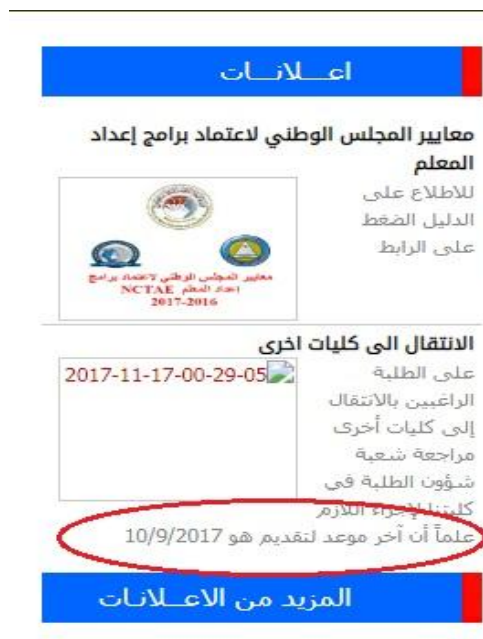 اعــلانــات
معايير المجلس الوطني لاعتماد برامج إعداد
المعلم
للاطلاع على
الدليل الضغط
على الرابط
معايير المجلس الوطني لاعتماد برامج
اعداد المعلم NCTAE
2017-2016
الانتقال الى كليات اخرى
على الطلبة
الراغبين بالانتقال
إلى كليات أخرى
مراجعة شعبة
شؤون الطلبة في
كليتنا لإجراء اللازم
علماً أن آخر موعد لتقديم هو 10/9/2017
2017-11-17-00-29-05
المزيد من الاعــلانـات